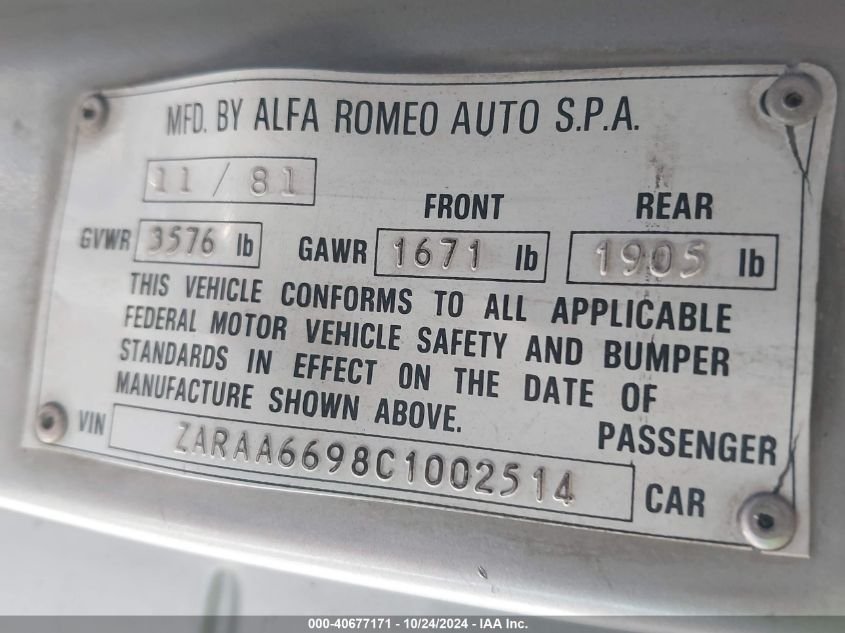 MFD. BY ALFA ROMEO AUTO S.P.A.
11 / 81
FRONT REAR
GVWR 3576 lb GAWR 1671 lb 1905 lb
THIS VEHICLE CONFORMS TO ALL APPLICABLE
FEDERAL MOTOR VEHICLE SAFETY AND BUMPER
STANDARDS IN EFFECT ON THE DATE OF
MANUFACTURE SHOWN ABOVE.
PASSENGER
VIN ZARAA6698C1002514 CAR
000-40677171 - 10/24/2024 - IAA Inc.